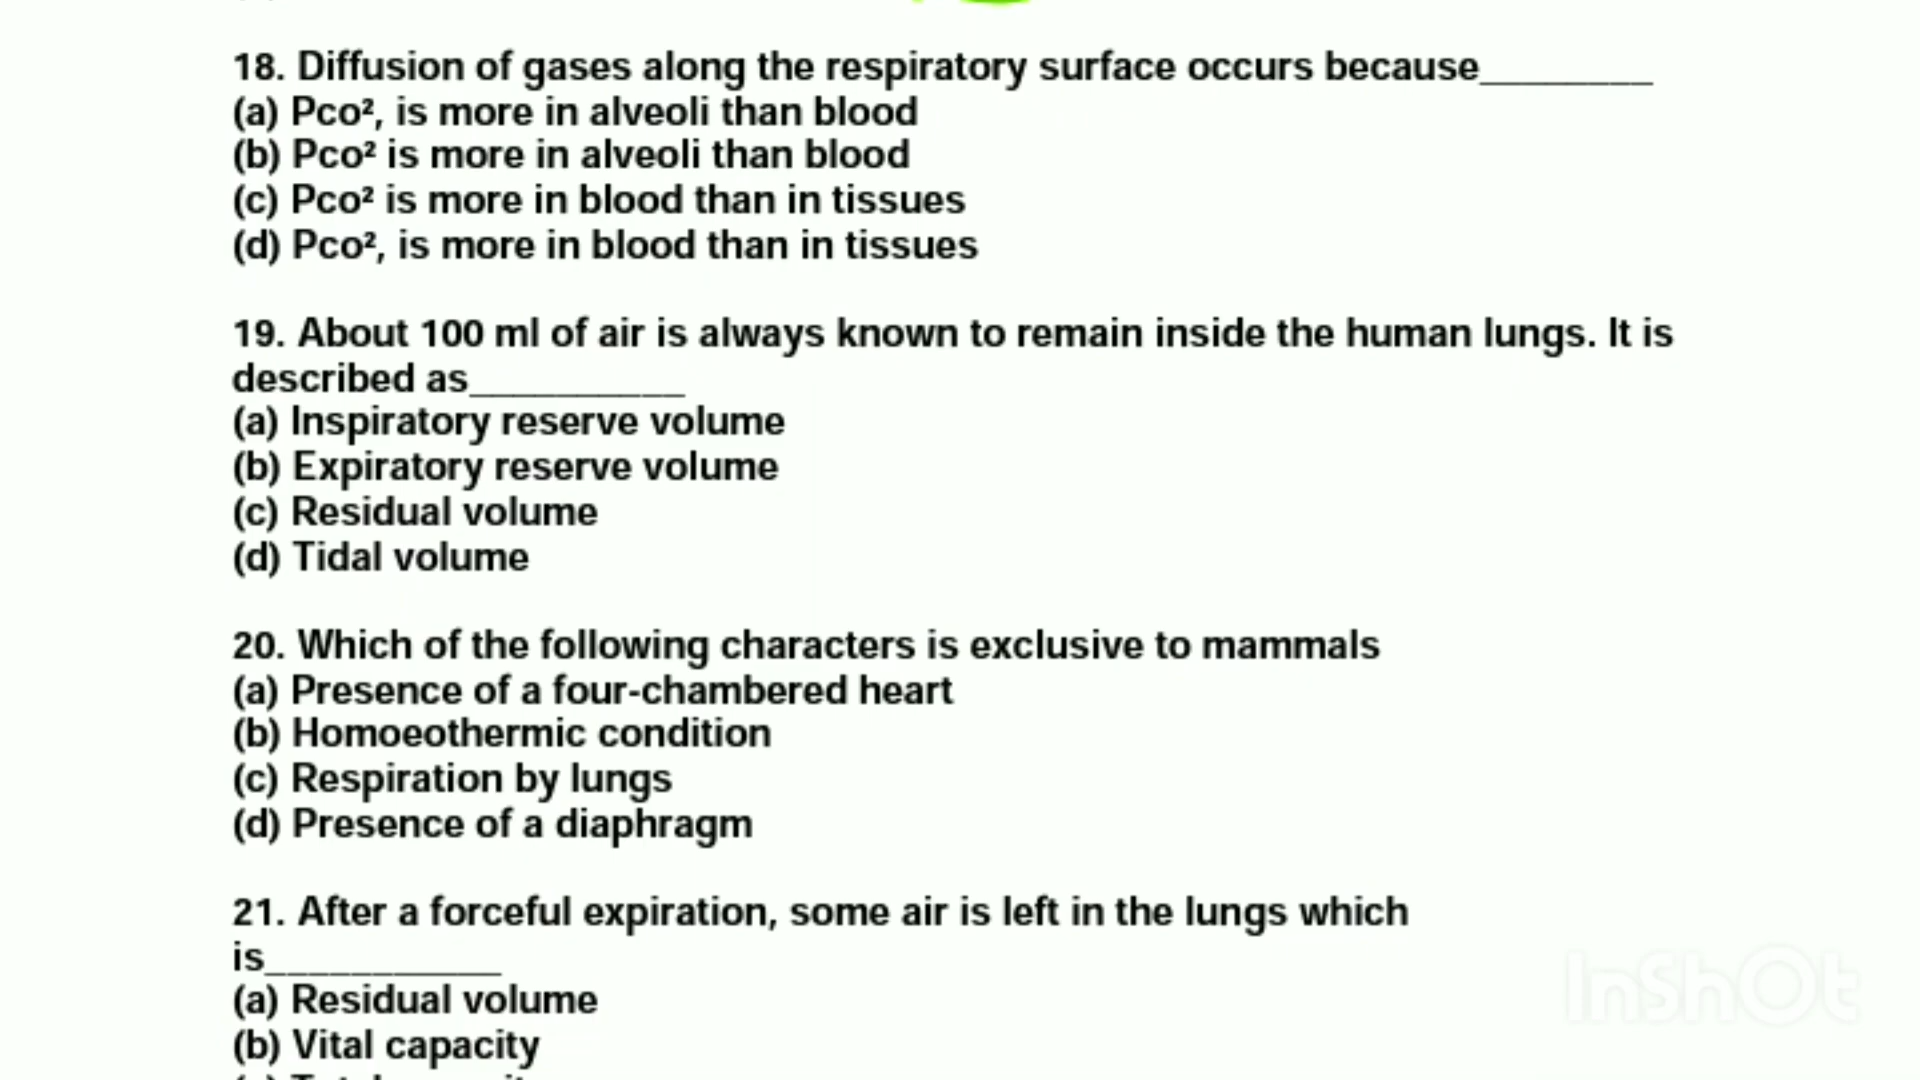 18. Diffusion of gases along the respiratory surface occurs because________
(a) Pco², is more in alveoli than blood
(b) Pco² is more in alveoli than blood
(c) Pco² is more in blood than in tissues
(d) Pco², is more in blood than in tissues
19. About 100 ml of air is always known to remain inside the human lungs. It is
described as__________
(a) Inspiratory reserve volume
(b) Expiratory reserve volume
(c) Residual volume
(d) Tidal volume
20. Which of the following characters is exclusive to mammals
(a) Presence of a four-chambered heart
(b) Homoeothermic condition
(c) Respiration by lungs
(d) Presence of a diaphragm
21. After a forceful expiration, some air is left in the lungs which
is___________
(a) Residual volume
(b) Vital capacity
InShOt